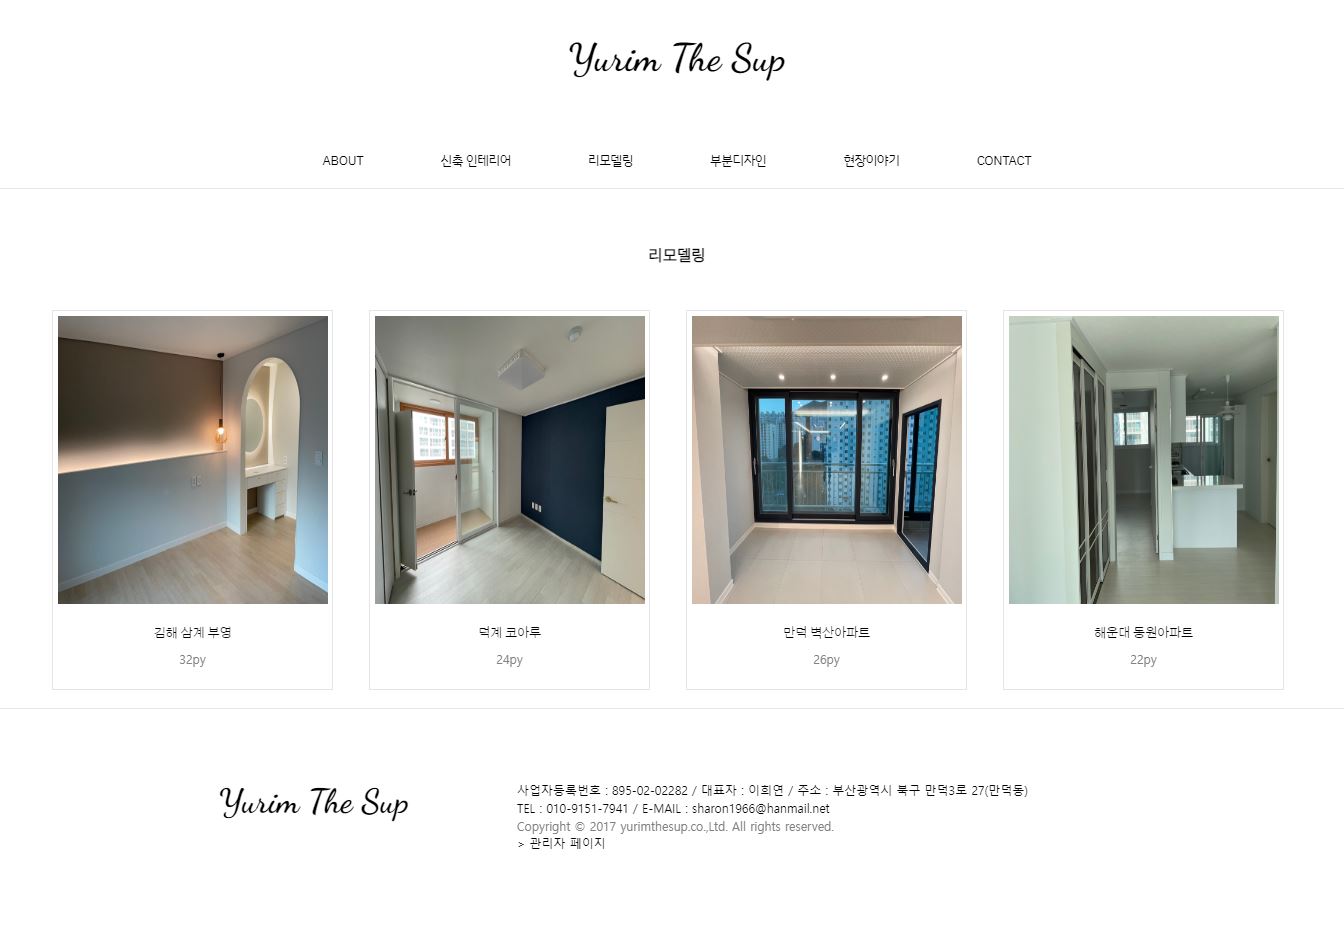 Yurim The Sup
ABOUT 신축 인테리어 리모델링 부분디자인 현장이야기 CONTACT
리모델링
김해 삼계 부영
32py
덕계 코아루
24py
만덕 벽산아파트
26py
해운대 동원아파트
22py
Yurim The Sup
사업자등록번호 : 895-02-02282 / 대표자 : 이희연 / 주소 : 부산광역시 북구 만덕3로 27(만덕동)
TEL : 010-9151-7941 / E-MAIL : sharon1966@hanmail.net
Copyright © 2017 yurimthesup.co.,Ltd. All rights reserved.
> 관리자 페이지